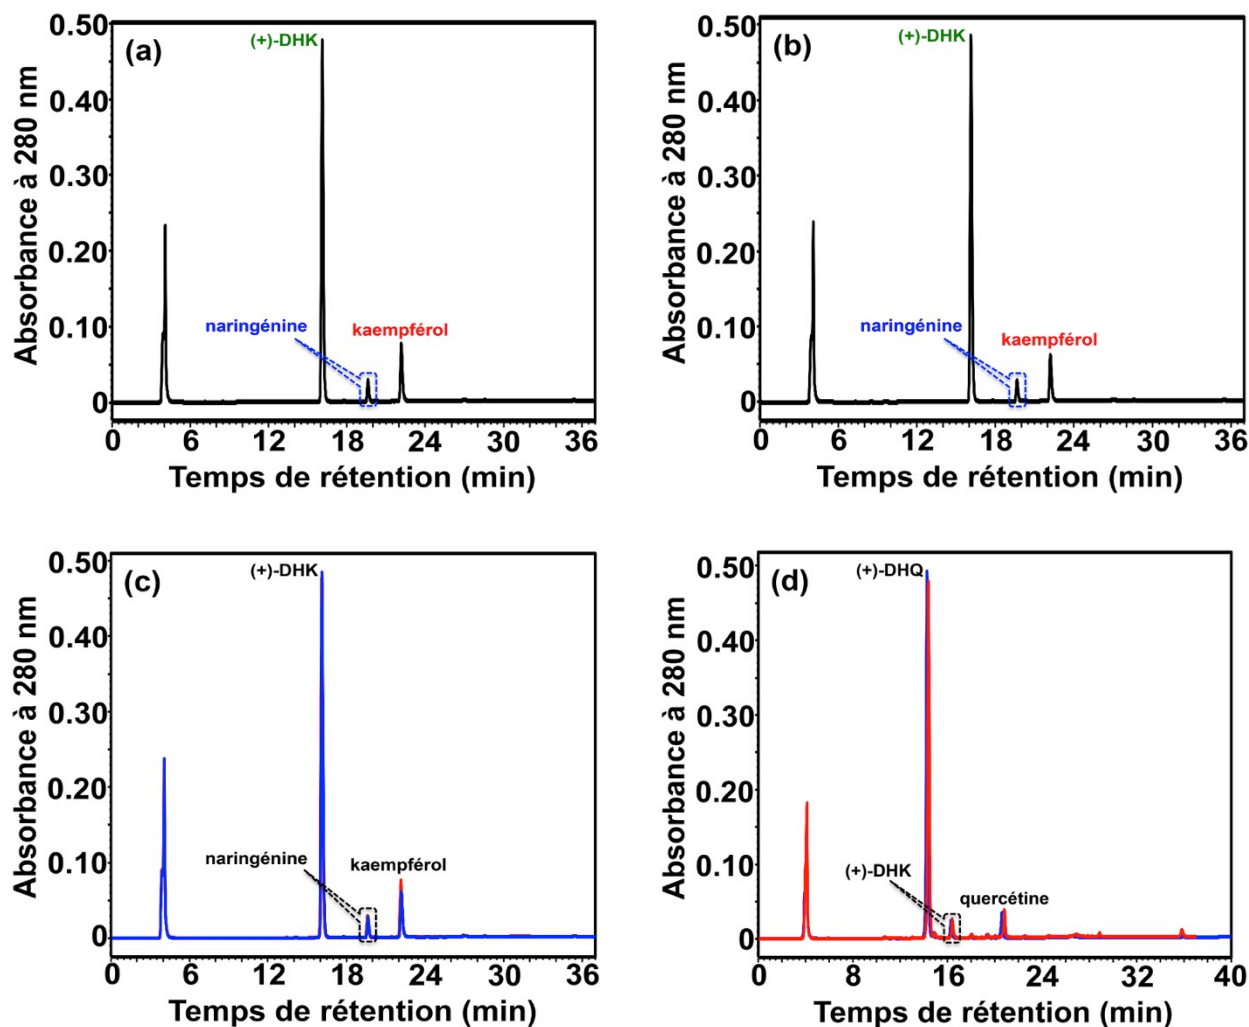 (a)
(+)-DHK
naringénine
kaempférol
Absorbance à 280 nm
0.50
0.40
0.30
0.20
0.10
0
0 6 12 18 24 30 36
Temps de rétention (min)
(b)
(+)-DHK
naringénine
kaempférol
Absorbance à 280 nm
0.50
0.40
0.30
0.20
0.10
0
0 6 12 18 24 30 36
Temps de rétention (min)
(c)
(+)-DHK
naringénine
kaempférol
Absorbance à 280 nm
0.50
0.40
0.30
0.20
0.10
0
0 6 12 18 24 30 36
Temps de rétention (min)
(d)
(+)-DHQ
(+)-DHK
quercétine
Absorbance à 280 nm
0.50
0.40
0.30
0.20
0.10
0
0 8 16 24 32 40
Temps de rétention (min)